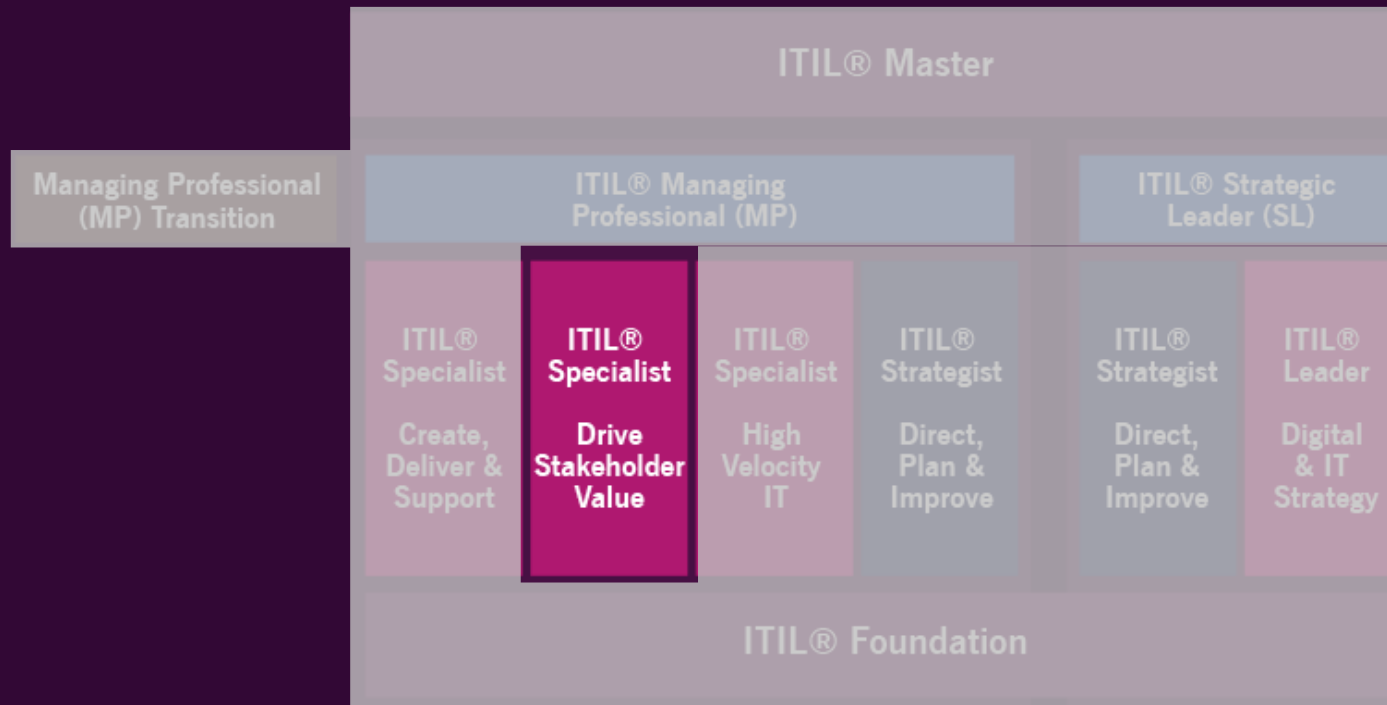 ITIL® Master
Managing Professional
(MP) Transition
ITIL® Managing
Professional (MP)
ITIL® Strategic
Leader (SL)
ITIL®
Specialist
Create,
Deliver &
Support
ITIL®
Specialist
Drive
Stakeholder
Value
ITIL®
Specialist
High
Velocity
IT
ITIL®
Strategist
Direct,
Plan &
Improve
ITIL®
Strategist
Direct,
Plan &
Improve
ITIL®
Leader
Digital
& IT
Strategy
ITIL® Foundation